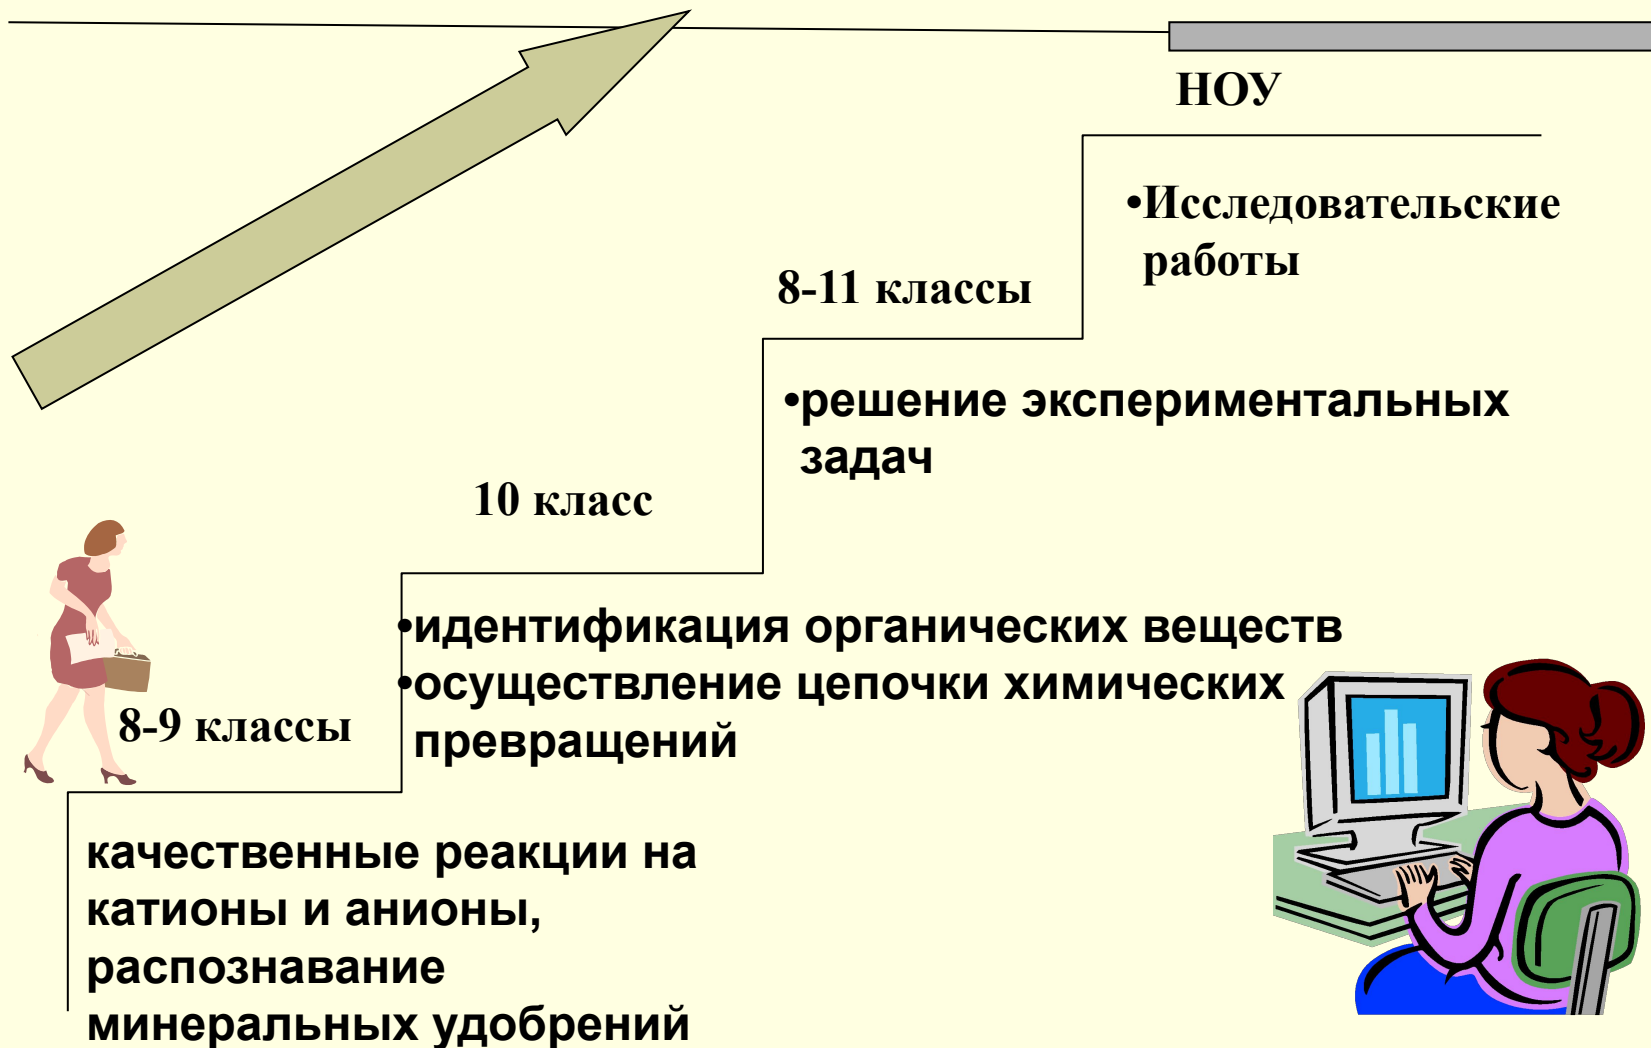 НОУ
•Исследовательские
работы
8-11 классы
•решение экспериментальных
задач
10 класс
•идентификация органических веществ
•осуществление цепочки химических
превращений
8-9 классы
качественные реакции на
катионы и анионы,
распознавание
минеральных удобрений